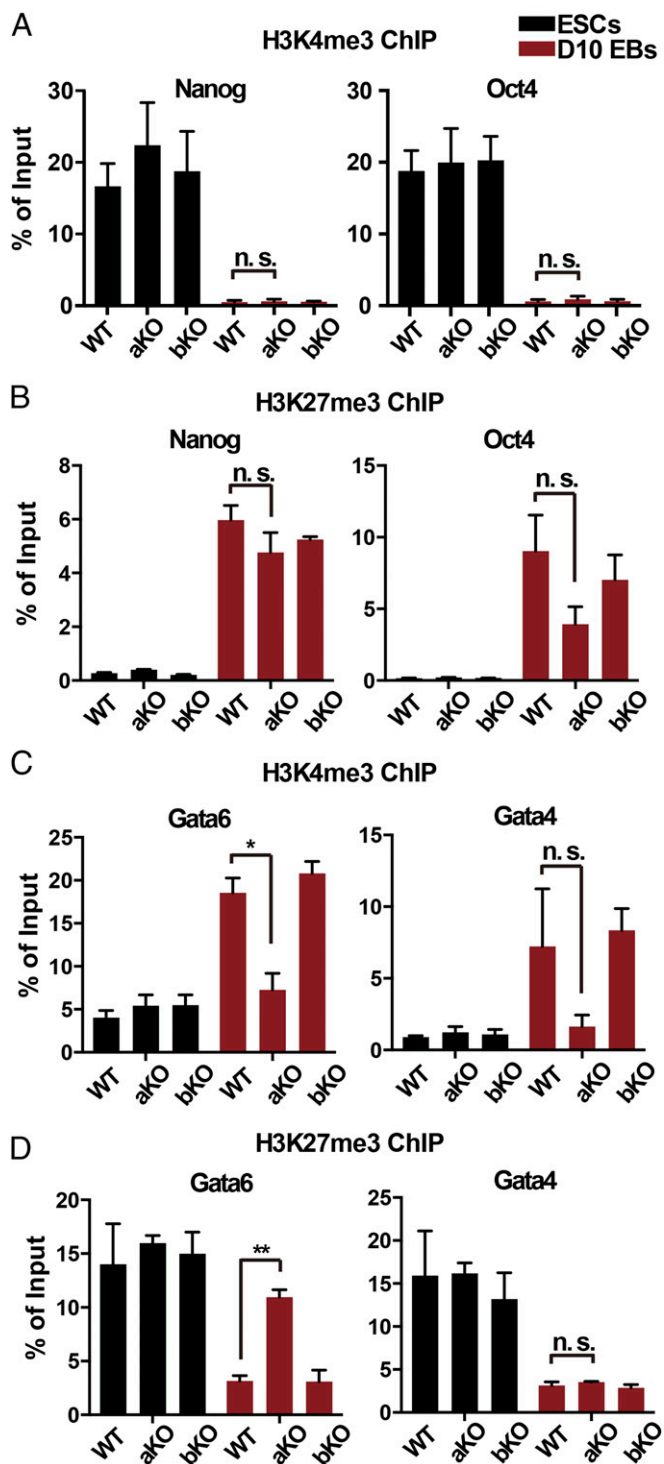 A
H3K4me3 ChIP
ESCs
D10 EBs
Nanog
Oct4
% of Input
30
20
10
0
n. s.
WT aKO bKO WT aKO bKO
30
20
10
0
n. s.
WT aKO bKO WT aKO bKO
B
H3K27me3 ChIP
Nanog
Oct4
% of Input
8
6
4
2
0
n. s.
WT aKO bKO WT aKO bKO
15
10
5
0
n. s.
WT aKO bKO WT aKO bKO
C
H3K4me3 ChIP
Gata6
Gata4
% of Input
25
20
15
10
5
0
*
WT aKO bKO WT aKO bKO
15
10
5
0
n. s.
WT aKO bKO WT aKO bKO
D
H3K27me3 ChIP
Gata6
Gata4
% of Input
20
15
10
5
0
**
WT aKO bKO WT aKO bKO
25
20
15
10
5
0
n. s.
WT aKO bKO WT aKO bKO